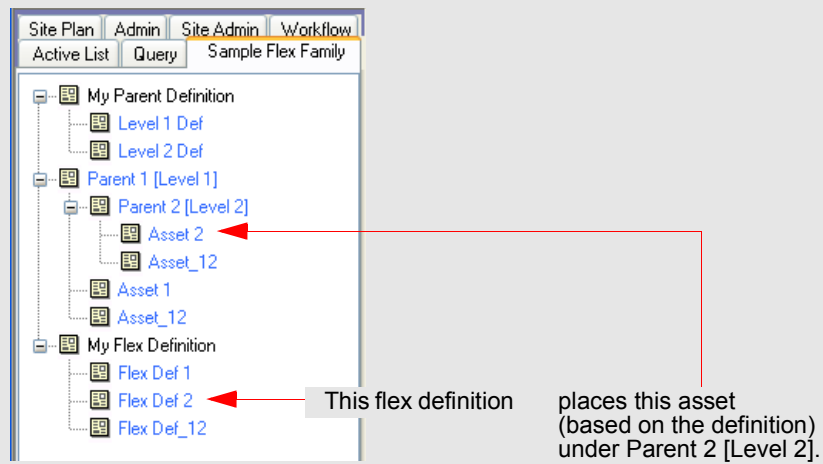 Site Plan Admin Site Admin Workflow
Active List Query Sample Flex Family
My Parent Definition
Level 1 Def
Level 2 Def
Parent 1 [Level 1]
Parent 2 [Level 2]
Asset 2
Asset_12
Asset 1
Asset_12
My Flex Definition
Flex Def 1
Flex Def 2
Flex Def_12
This flex definition
places this asset
(based on the definition)
under Parent 2 [Level 2].